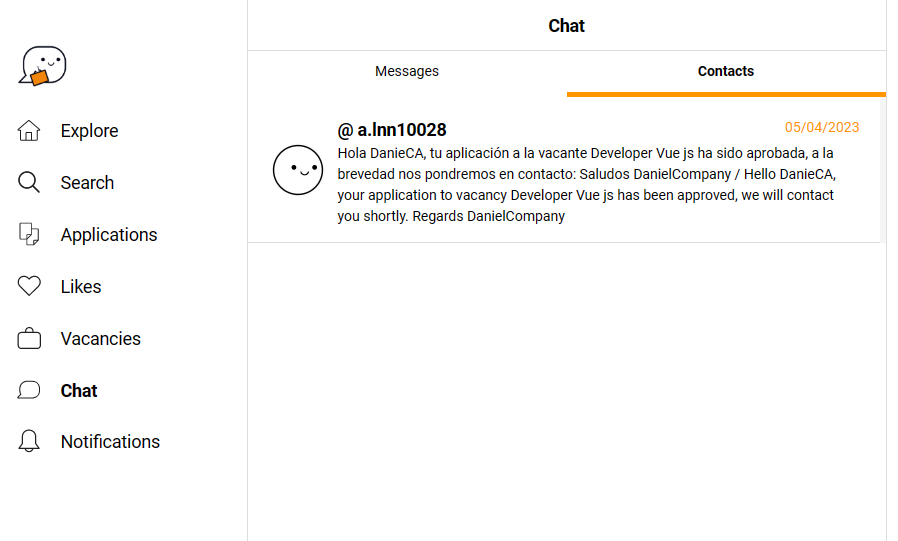 Chat
Messages
Contacts
Explore
Search
Applications
Likes
Vacancies
Chat
Notifications
@ a.lnn10028
05/04/2023
Hola DanieCA, tu aplicación a la vacante Developer Vue js ha sido aprobada, a la
brevedad nos pondremos en contacto: Saludos DanielCompany / Hello DanieCA,
your application to vacancy Developer Vue js has been approved, we will contact
you shortly. Regards DanielCompany